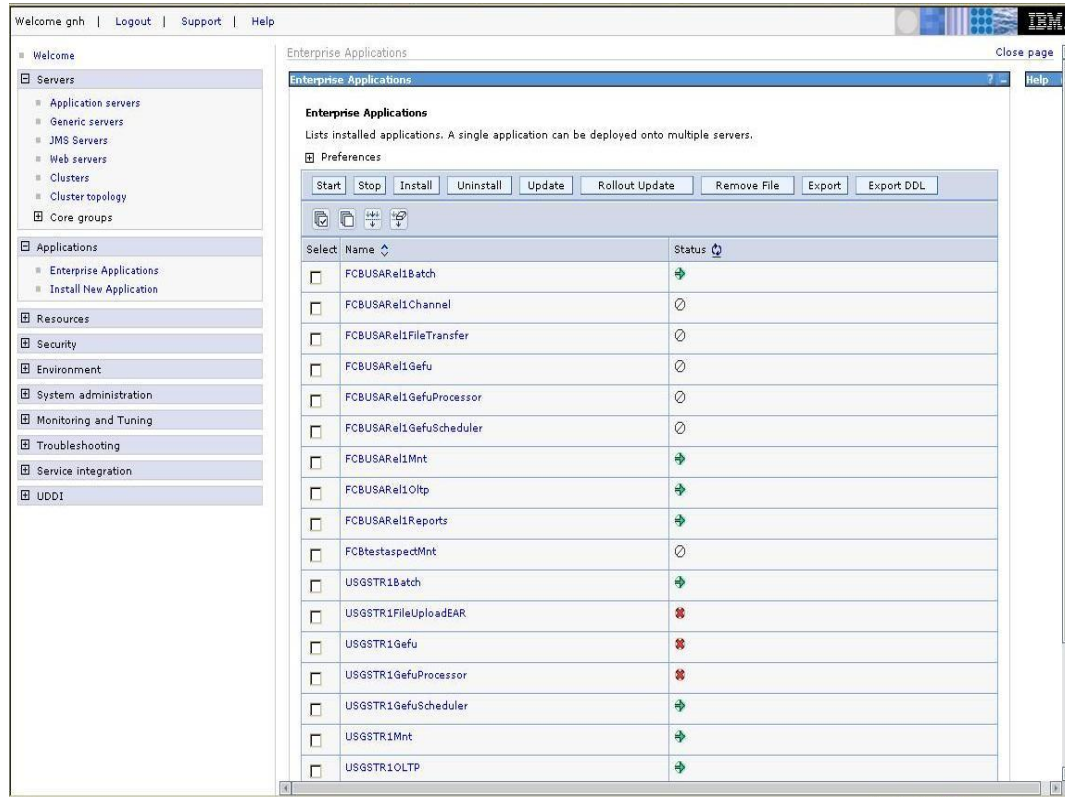 Welcome gnh | Logout | Support | Help
IBM.
Welcome
Servers
Application servers
Generic servers
JMS Servers
Web servers
Clusters
Cluster topology
Core groups
Applications
Enterprise Applications
Install New Application
Resources
Security
Environment
System administration
Monitoring and Tuning
Troubleshooting
Service integration
UDDI
Enterprise Applications
Close page
Enterprise Applications
? -
Help
Enterprise Applications
Lists installed applications. A single application can be deployed onto multiple servers.
Preferences
Start Stop Install Uninstall Update Rollout Update Remove File Export Export DDL
Select Name Status
FCBUSARel1Batch
FCBUSARel1Channel
FCBUSARel1FileTransfer
FCBUSARel1Gefu
FCBUSARel1GefuProcessor
FCBUSARel1GefuScheduler
FCBUSARel1Mnt
FCBUSARel1Oltp
FCBUSARel1Reports
FCBtestaspectMnt
USGSTR1Batch
USGSTR1FileUploadEAR
USGSTR1Gefu
USGSTR1GefuProcessor
USGSTR1GefuScheduler
USGSTR1Mnt
USGSTR1OLTP